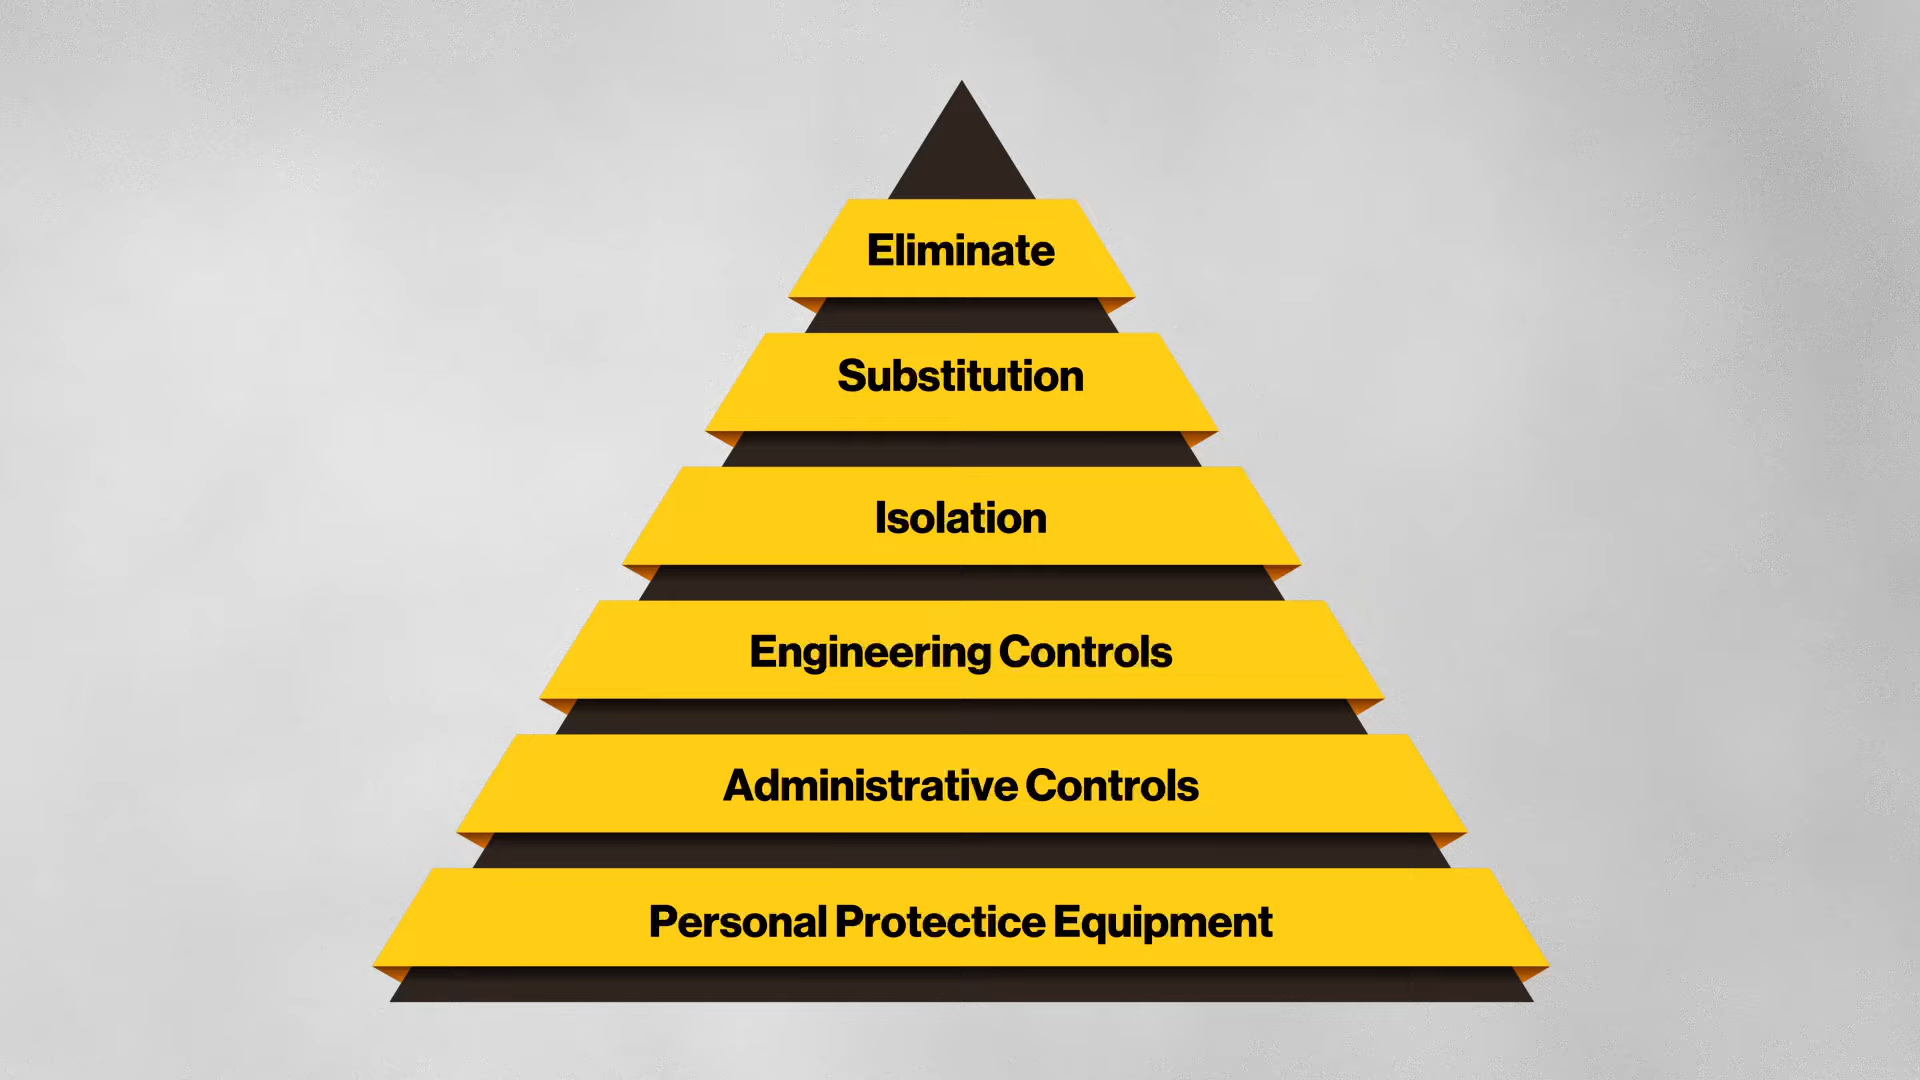 Eliminate
Substitution
Isolation
Engineering Controls
Administrative Controls
Personal Protectice Equipment